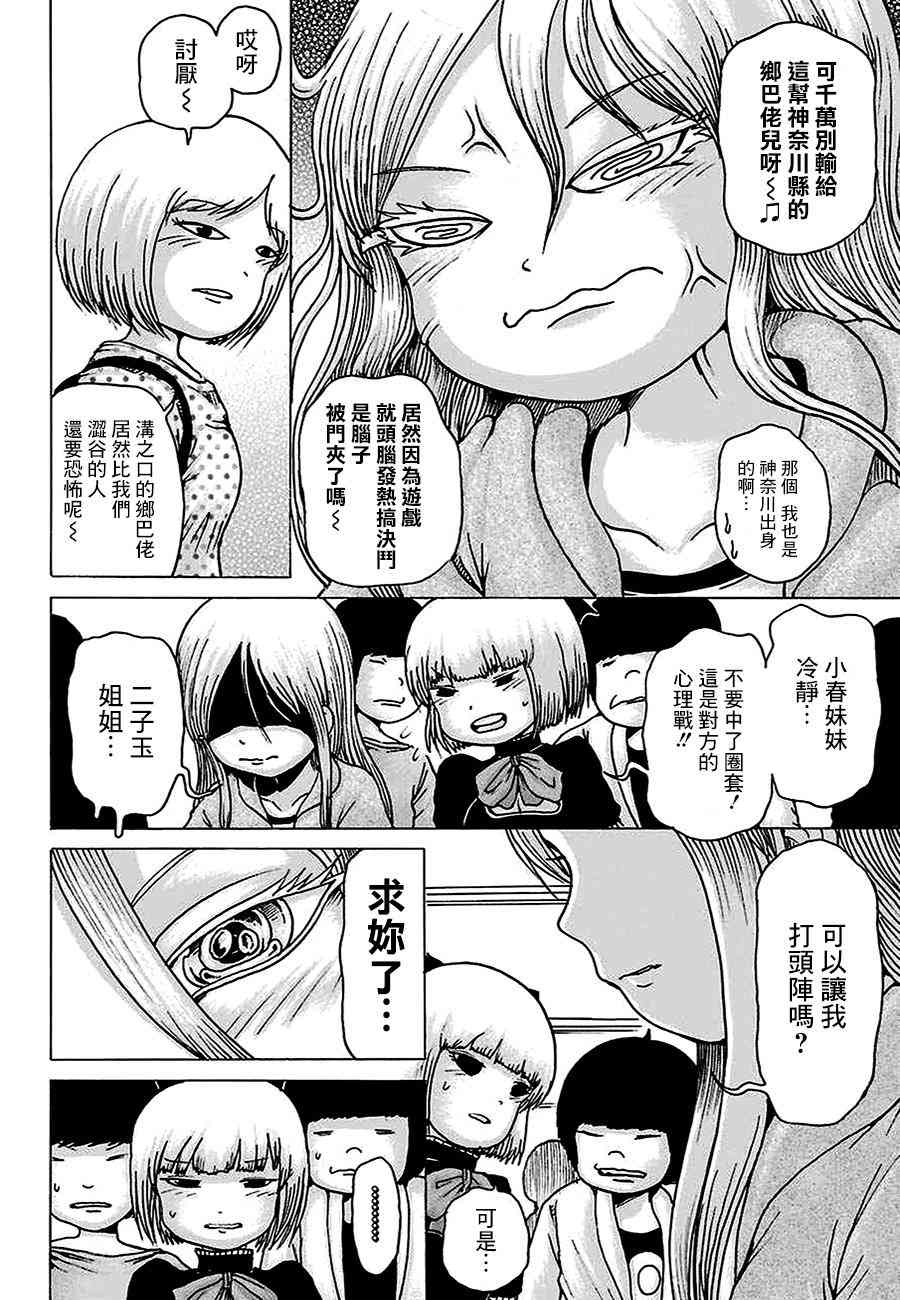 可千萬別輸給
這幫神奈川縣的
鄉巴佬兒呀～♫
那個 我也是
神奈川出身
的啊…
居然因為遊戲
就頭腦發熱搞決鬥
是腦子
被門夾了嗎～
哎呀
討厭～
溝之口的鄉巴佬
居然比我們
澀谷的人
還要恐怖呢～
小春妹妹
冷靜…
不要中了圈套
這是對方的
心理戰!!
二子玉
姐姐…
可以讓我
打頭陣嗎?
求妳了…
可是…
………